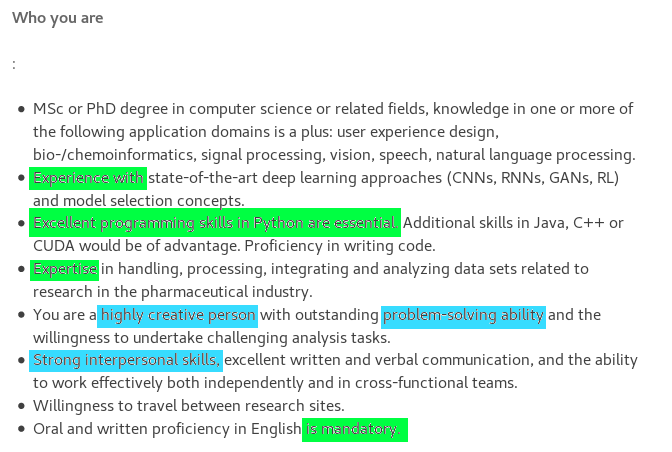 Who you are
:
• MSc or PhD degree in computer science or related fields, knowledge in one or more of
the following application domains is a plus: user experience design,
bio-/chemoinformatics, signal processing, vision, speech, natural language processing.
• Experience with state-of-the-art deep learning approaches (CNNs, RNNs, GANs, RL)
and model selection concepts.
• Excellent programming skills in Python are essential. Additional skills in Java, C++ or
CUDA would be of advantage. Proficiency in writing code.
• Expertise in handling, processing, integrating and analyzing data sets related to
research in the pharmaceutical industry.
• You are a highly creative person with outstanding problem-solving ability and the
willingness to undertake challenging analysis tasks.
• Strong interpersonal skills, excellent written and verbal communication, and the ability
to work effectively both independently and in cross-functional teams.
• Willingness to travel between research sites.
• Oral and written proficiency in English is mandatory.